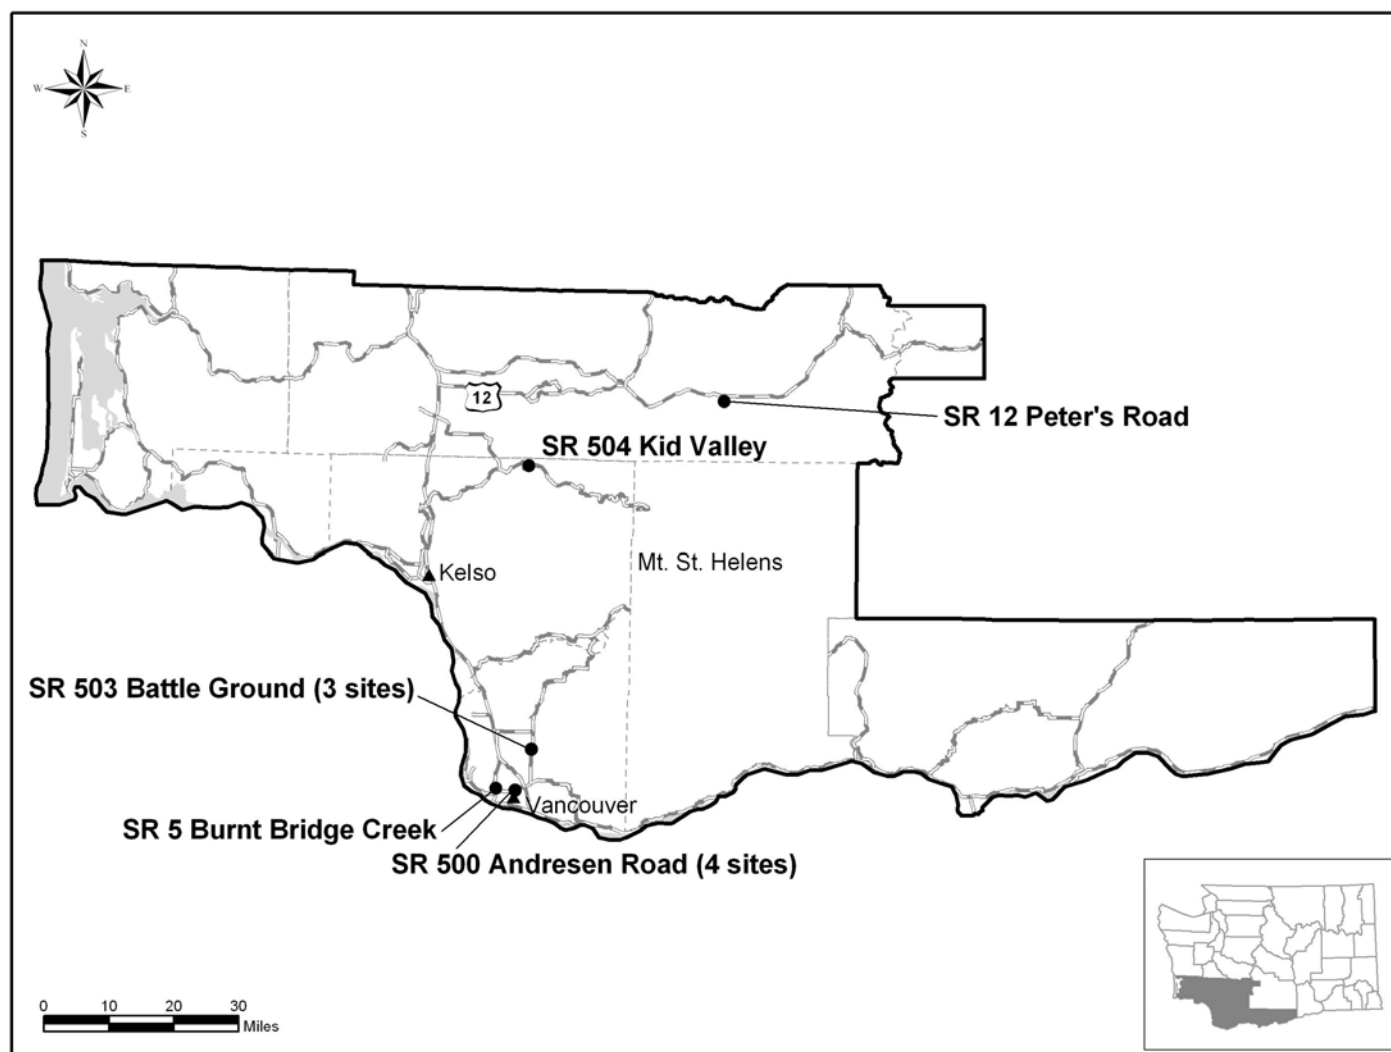 N
W E
S
12
SR 12 Peter's Road
SR 504 Kid Valley
Mt. St. Helens
Kelso
SR 503 Battle Ground (3 sites)
Vancouver
SR 5 Burnt Bridge Creek
SR 500 Andresen Road (4 sites)
0 10 20 30
Miles